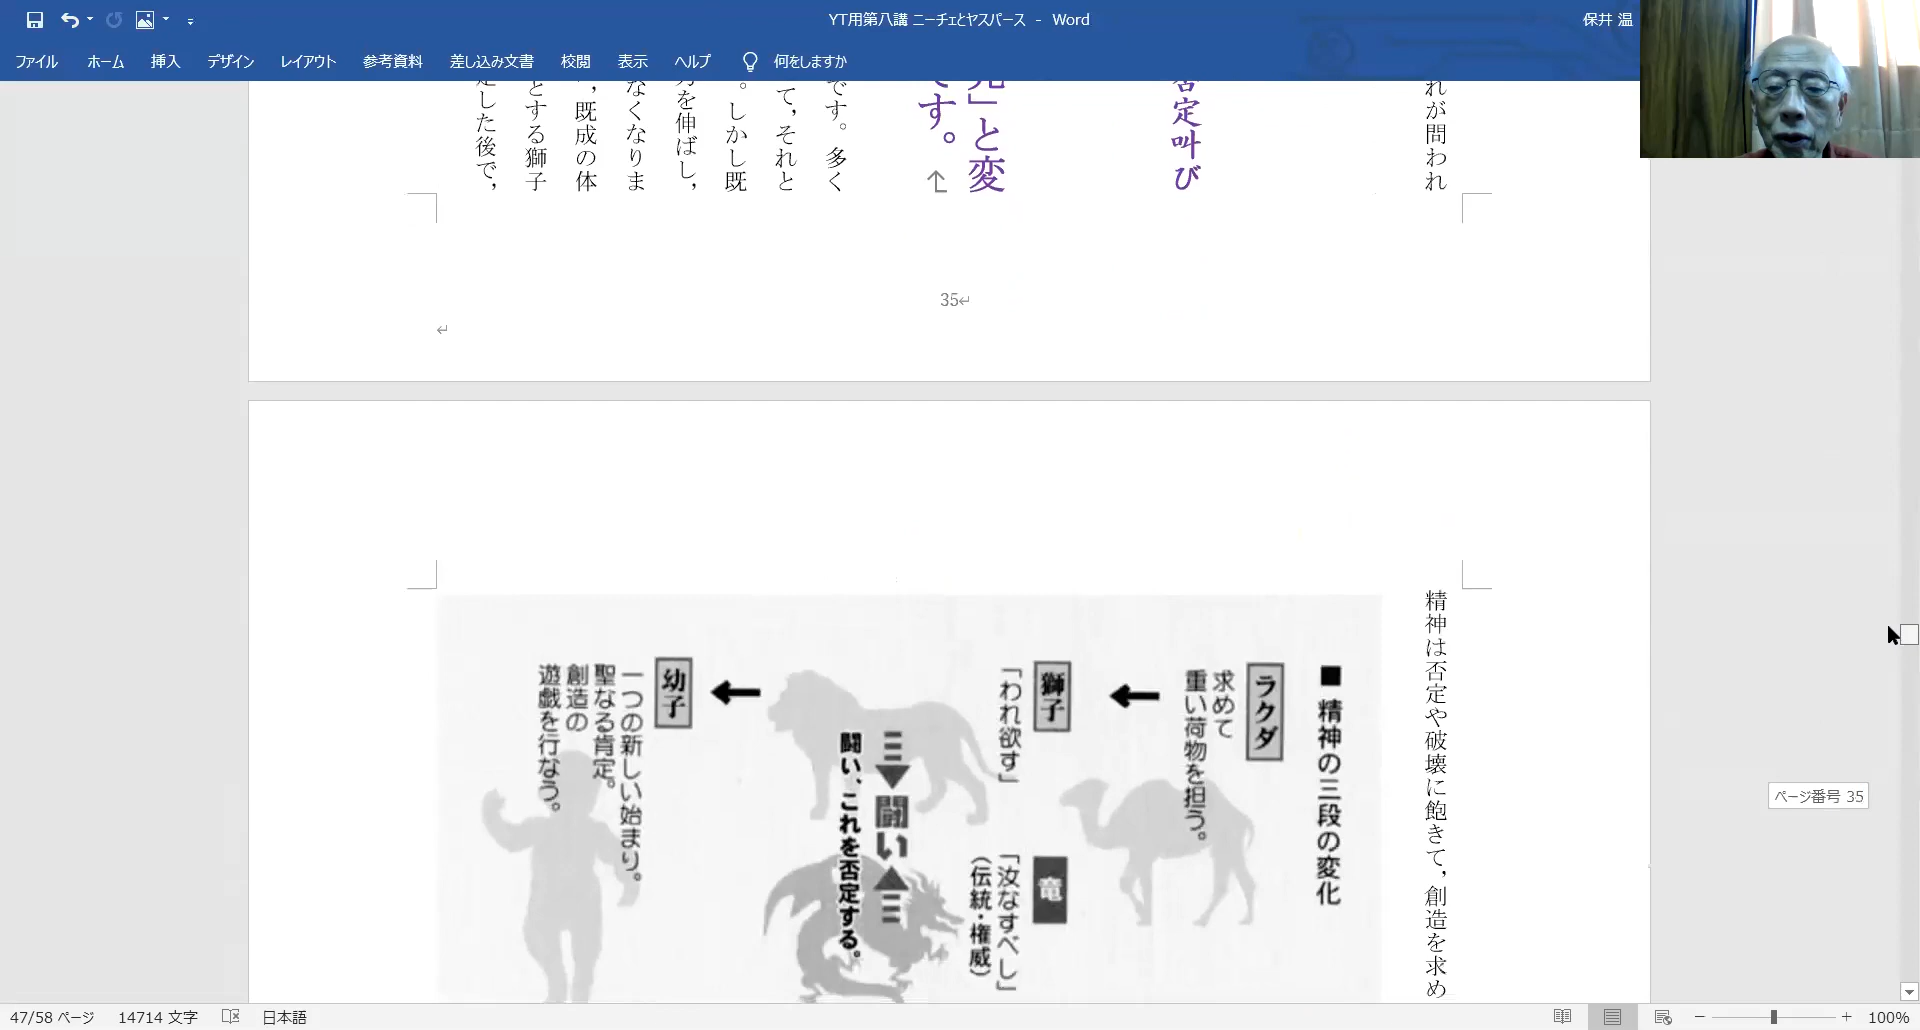 YT用第八講 ニーチェとヤスパース - Word
保井 温
ファイル ホーム 挿入 デザイン レイアウト 参考資料 差し込み文書 校閲 表示 ヘルプ 何をしますか
れが問われ
否定叫び
」と変
です。
です。多く
て，それと
。しかし既
を伸ばし，
なくなりま
，既成の体
とする獅子
した後で，
35
精神は否定や破壊に飽きて，創造を求め
■ 精神の三段の変化
ラクダ
求めて
重い荷物を担う。
獅子
「われ欲す」
竜
「汝なすべし」
（伝統・権威）
闘い
闘い、これを否定する。
幼子
一つの新しい始まり。
聖なる肯定。
創造の
遊戯を行なう。
ページ番号 35
47/58 ページ 14714 文字 日本語
100%